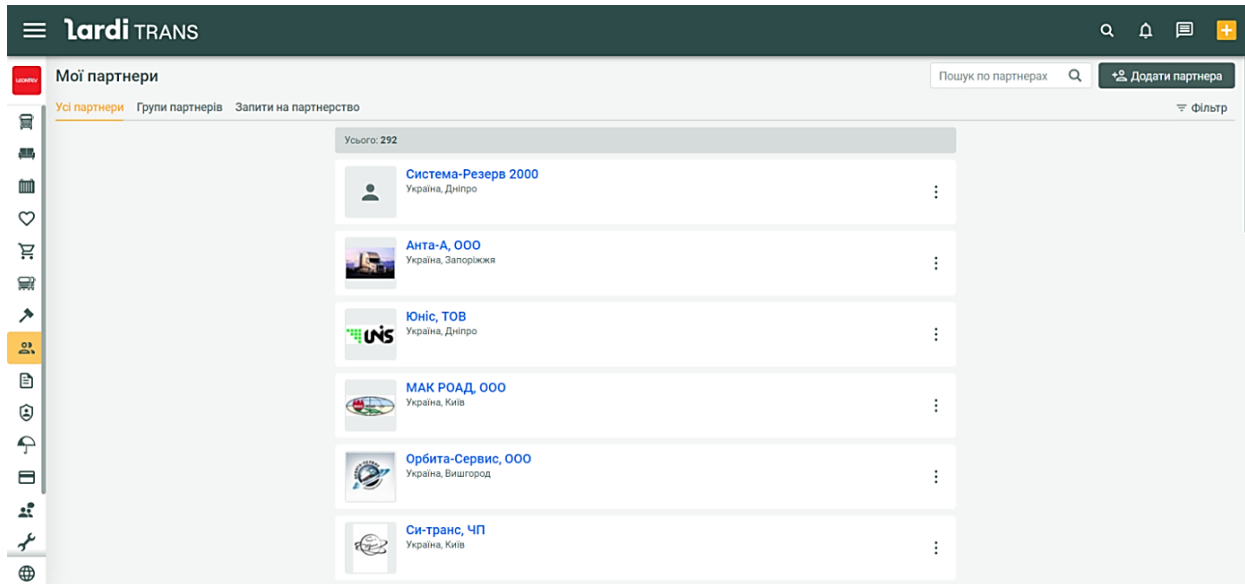 lardi TRANS
LEONTEV
Мої партнери
Пошук по партнерах
Додати партнера
Усі партнери Групи партнерів Запити на партнерство
Фільтр
Усього: 292
Система-Резерв 2000
Україна, Дніпро
Анта-А, ООО
Україна, Запоріжжя
Юніс, ТОВ
Україна, Дніпро
UNIS
МАК РОАД, ООО
Україна, Київ
Орбита-Сервис, ООО
Україна, Вишгород
Си-транс, ЧП
Україна, Київ